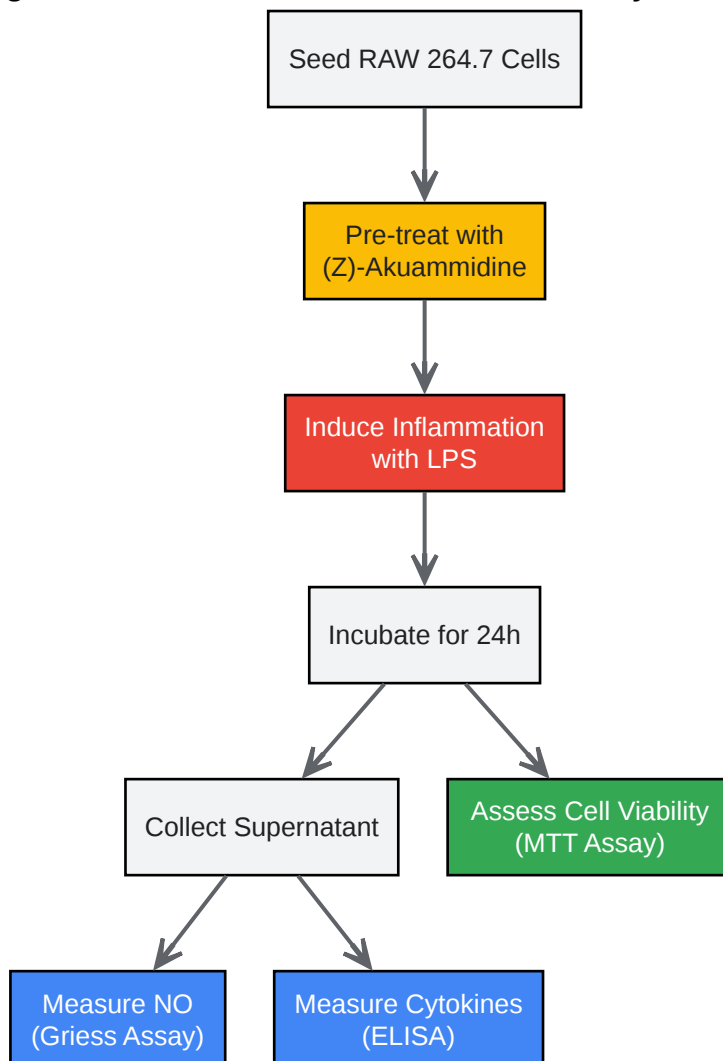 Seed RAW 264.7 Cells
Pre-treat with
(Z)-Akuammidine
Induce Inflammation
with LPS
Incubate for 24h
Collect Supernatant
Assess Cell Viability
(MTT Assay)
Measure NO
(Griess Assay)
Measure Cytokines
(ELISA)